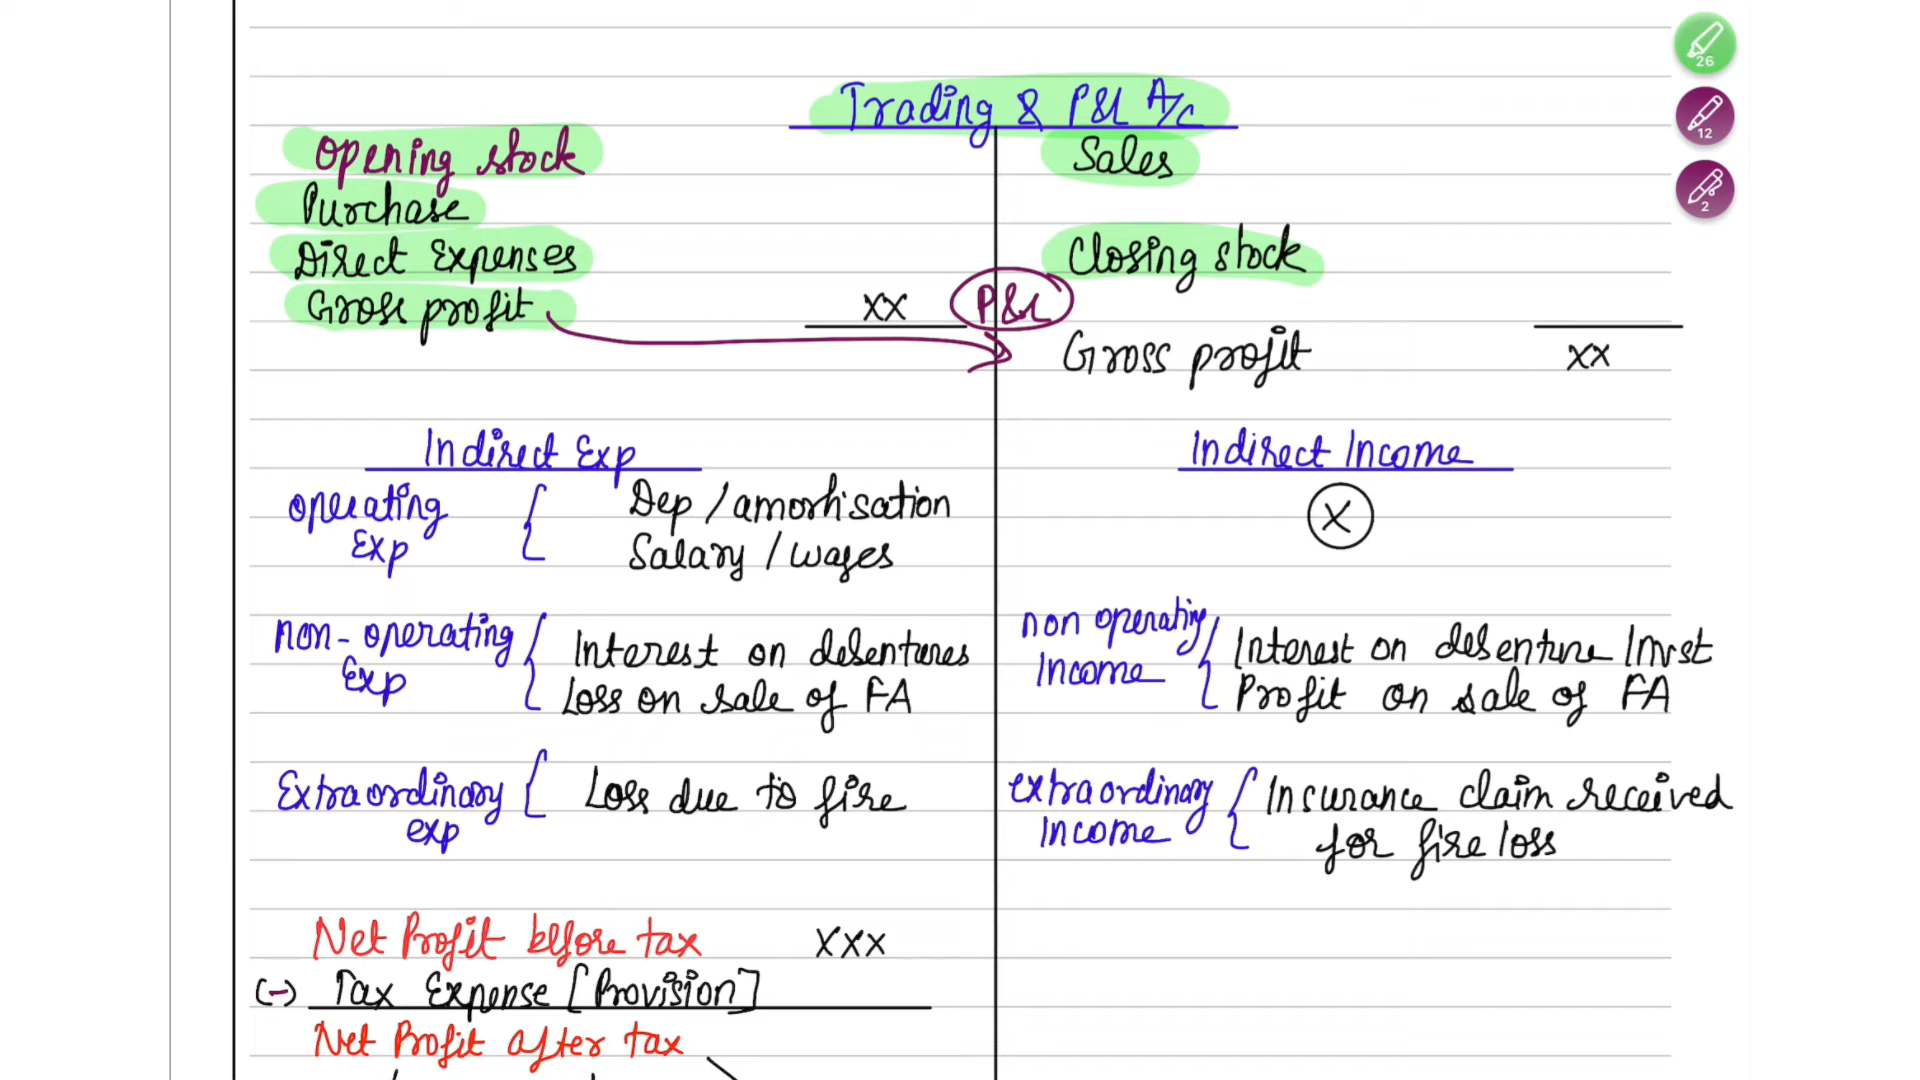 Trading & P&L A/c
Opening stock
Sales
Purchase
Direct Expenses
Closing stock
Gross profit XX
P&L
Gross profit XX
Indirect Exp
Indirect Income
operating Exp { Dep / amortisation
Salary / wages
X
non-operating Exp { Interest on debentures
Loss on sale of FA
non operating Income { Interest on debenture Invst
Profit on sale of FA
Extraordinary exp { Loss due to fire
extraordinary Income { Insurance claim received
for fire loss
Net Profit before tax XXX
(-) Tax Expense [Provision]
Net Profit after tax
26
12
2